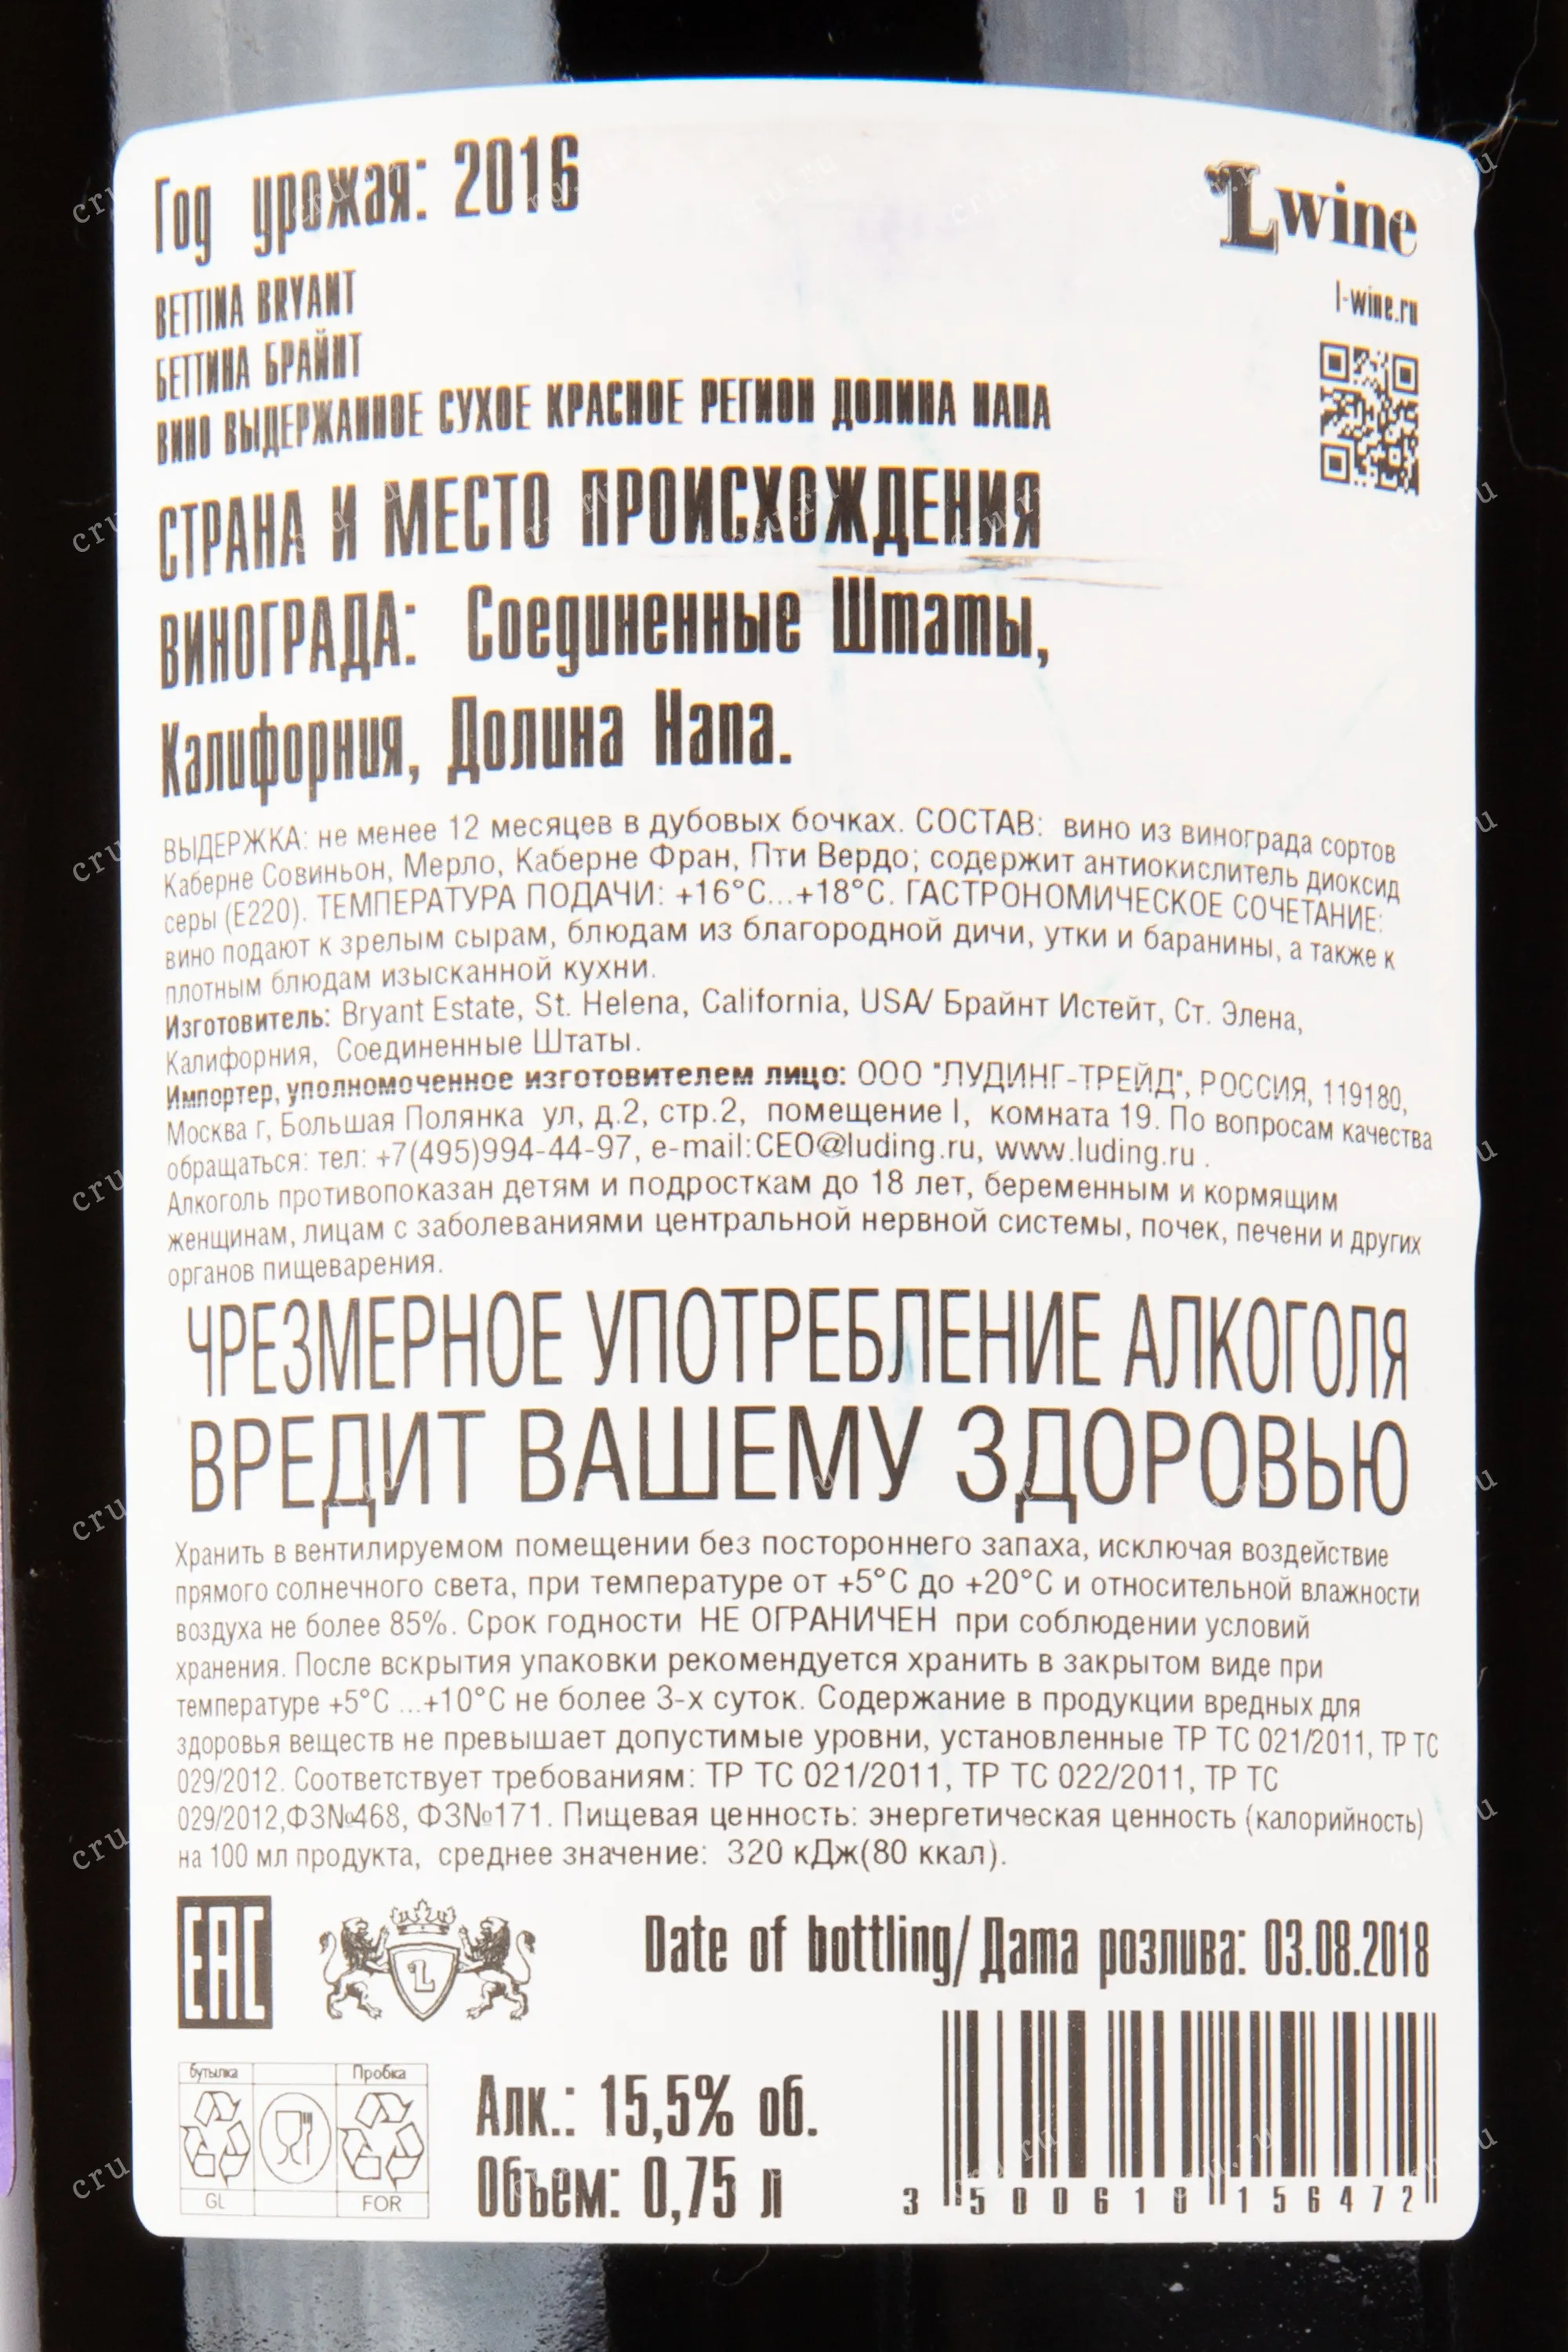 Год урожая: 2016
Lwine
l-wine.ru
BETTINA BRYANT
БЕТТИНА БРАЙНТ
ВИНО ВЫДЕРЖАННОЕ СУХОЕ КРАСНОЕ РЕГИОН ДОЛИНА НАПА
СТРАНА И МЕСТО ПРОИСХОЖДЕНИЯ
ВИНОГРАДА: Соединенные Штаты,
Калифорния, Долина Напа.
ВЫДЕРЖКА: не менее 12 месяцев в дубовых бочках. СОСТАВ: вино из винограда сортов
Каберне Совиньон, Мерло, Каберне Фран, Пти Вердо; содержит антиокислитель диоксид
серы (Е220). ТЕМПЕРАТУРА ПОДАЧИ: +16°С...+18°С. ГАСТРОНОМИЧЕСКОЕ СОЧЕТАНИЕ:
вино подают к зрелым сырам, блюдам из благородной дичи, утки и баранины, а также к
плотным блюдам изысканной кухни.
Изготовитель: Bryant Estate, St. Helena, California, USA/ Брайнт Истейт, Ст. Элена,
Калифорния, Соединенные Штаты.
Импортер, уполномоченное изготовителем лицо: ООО "ЛУДИНГ-ТРЕЙД", РОССИЯ, 119180,
Москва г, Большая Полянка ул, д.2, стр.2, помещение I, комната 19. По вопросам качества
обращаться: тел: +7(495)994-44-97, e-mail:CEO@luding.ru, www.luding.ru .
Алкоголь противопоказан детям и подросткам до 18 лет, беременным и кормящим
женщинам, лицам с заболеваниями центральной нервной системы, почек, печени и других
органов пищеварения.
ЧРЕЗМЕРНОЕ УПОТРЕБЛЕНИЕ АЛКОГОЛЯ
ВРЕДИТ ВАШЕМУ ЗДОРОВЬЮ
Хранить в вентилируемом помещении без постороннего запаха, исключая воздействие
прямого солнечного света, при температуре от +5°С до +20°С и относительной влажности
воздуха не более 85%. Срок годности НЕ ОГРАНИЧЕН при соблюдении условий
хранения. После вскрытия упаковки рекомендуется хранить в закрытом виде при
температуре +5°С ...+10°С не более 3-х суток. Содержание в продукции вредных для
здоровья веществ не превышает допустимые уровни, установленные ТР ТС 021/2011, ТР ТС
029/2012. Соответствует требованиям: ТР ТС 021/2011, ТР ТС 022/2011, ТР ТС
029/2012,ФЗ№468, ФЗ№171. Пищевая ценность: энергетическая ценность (калорийность)
на 100 мл продукта, среднее значение: 320 кДж(80 ккал).
EAC
L
Date of bottling/ Дата розлива: 03.08.2018
бутылка Пробка
GL FOR
Алк.: 15,5% об.
Объем: 0,75 л
3 500610 156472
cru.ru